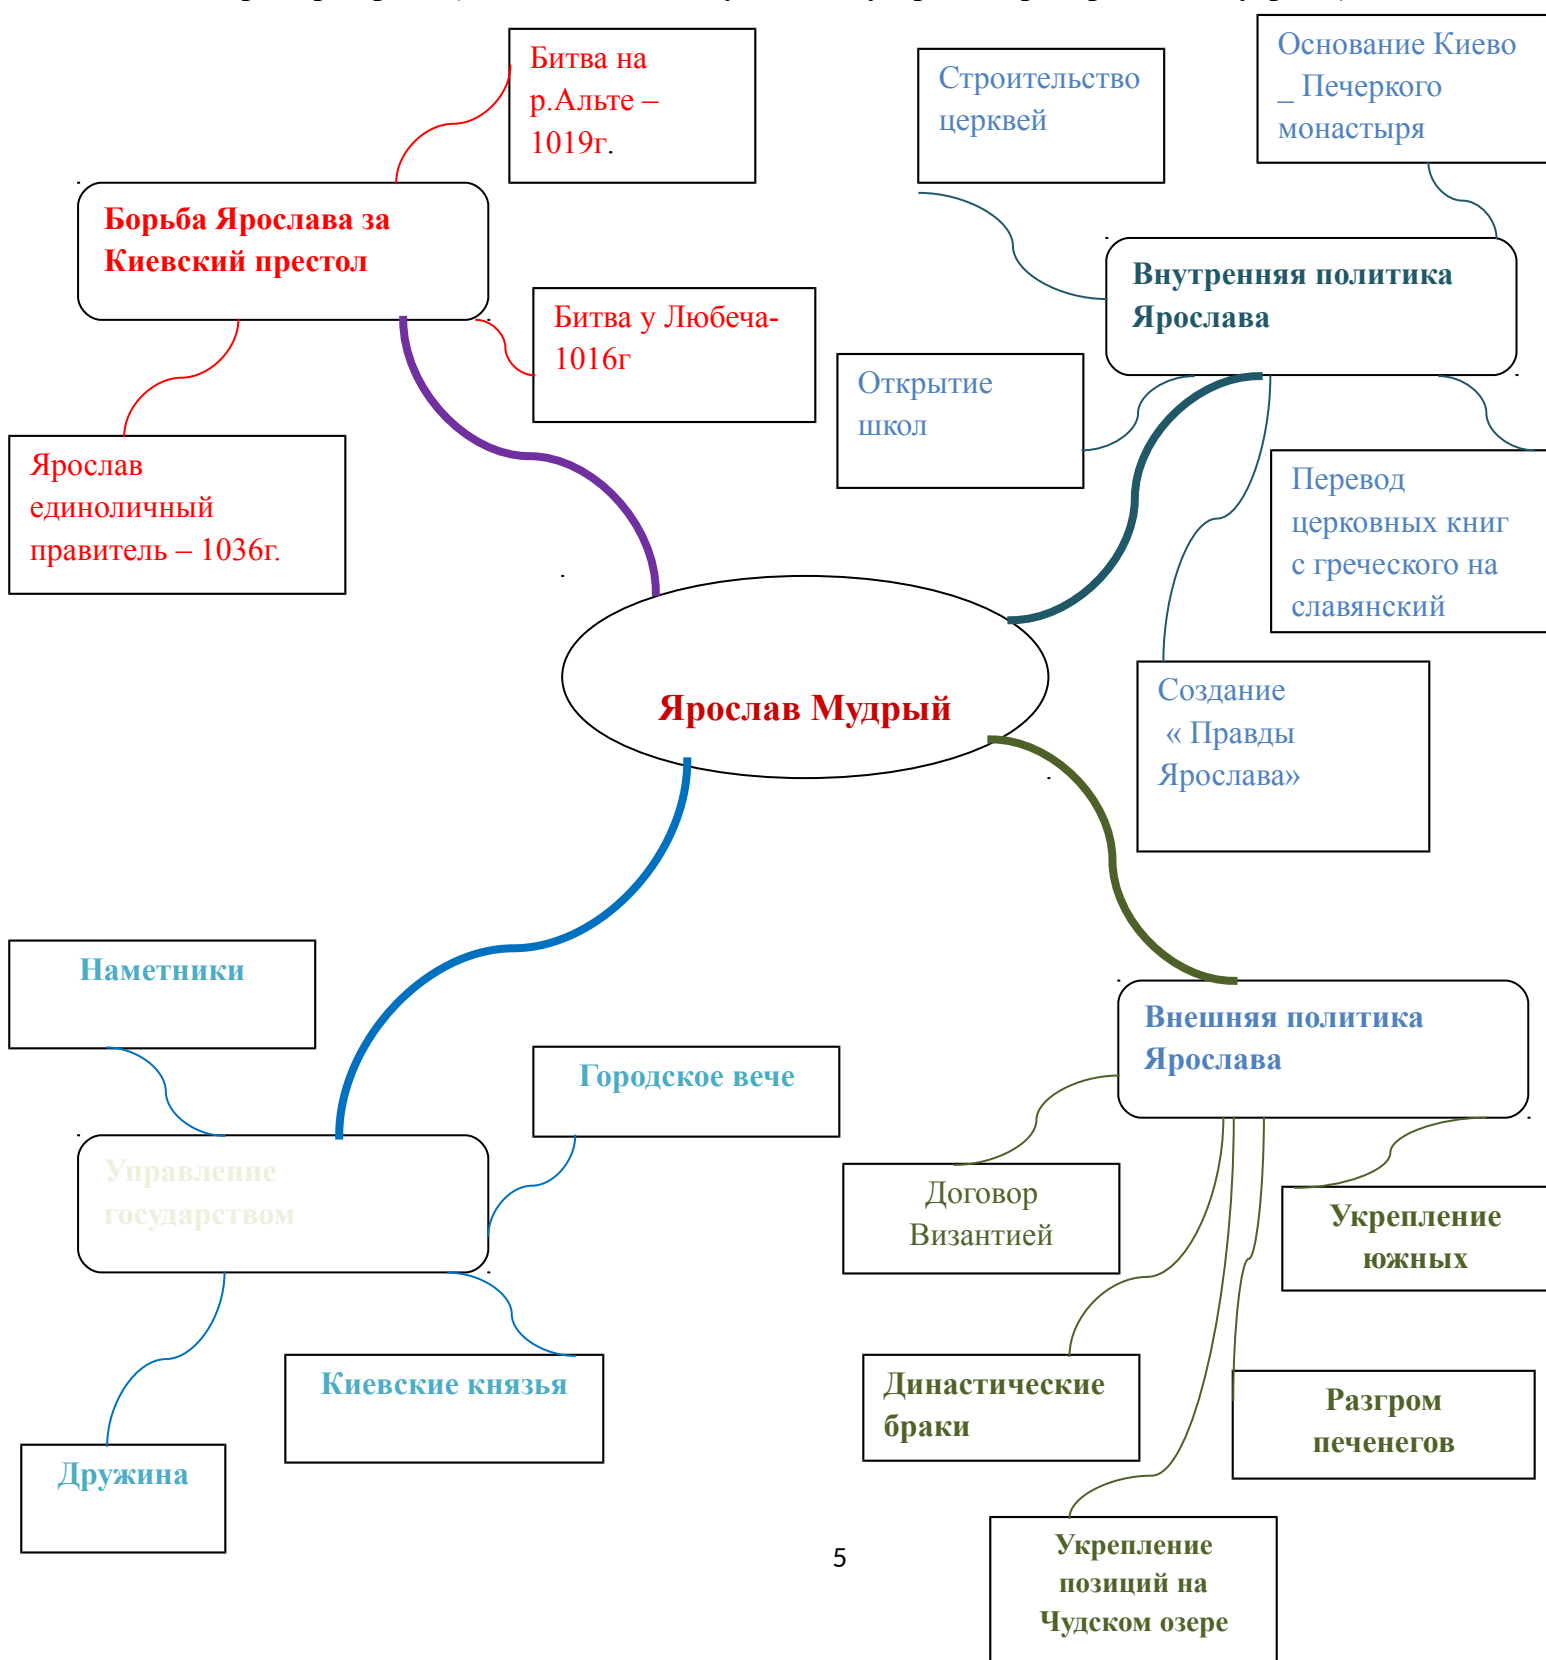 Битва на
р.Альте –
1019г.
Строительство
церквей
Основание Киево
_ Печеркого
монастыря
Борьба Ярослава за
Киевский престол
Внутренняя политика
Ярослава
Битва у Любеча-
1016г
Открытие
школ
Ярослав
единоличный
правитель – 1036г.
Перевод
церковных книг
с греческого на
славянский
Ярослав Мудрый
Создание
« Правды
Ярослава»
Наметники
Внешняя политика
Ярослава
Городское вече
Управление
государством
Договор
Византией
Укрепление
южных
Киевские князья
Династические
браки
Разгром
печенегов
Дружина
Укрепление
позиций на
Чудском озере
5